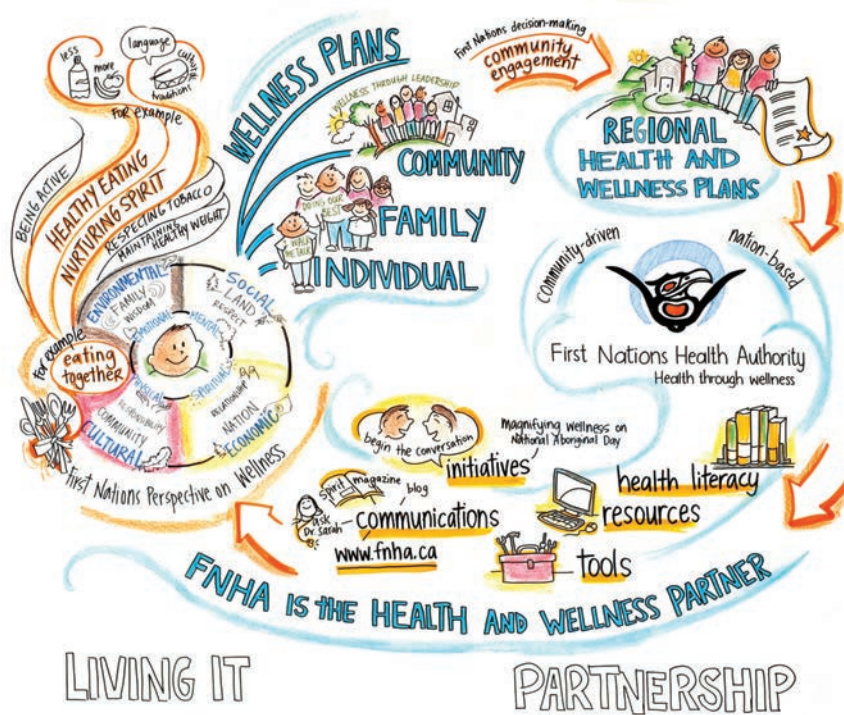 less
more
language
cultural
traditions
For example
BEING ACTIVE
HEALTHY EATING
NURTURING SPIRIT
RESPECTING TOBACCO
MAINTAINING
HEALTHY WEIGHT
WELLNESS PLANS
WELLNESS THROUGH LEADERSHIP
COMMUNITY
DOING OUR
BEST
FAMILY
WALK
THE TALK
INDIVIDUAL
First Nations decision-making
community
engagement
REGIONAL
HEALTH AND
WELLNESS PLANS
community-driven
nation-based
First Nations Health Authority
Health through wellness
ENVIRONMENTAL
FAMILY
WISDOM
EMOTIONAL
SOCIAL
LAND
RESPECT
MENTAL
For example
eating
together
PHYSICAL
RESPONSIBILITY
COMMUNITY
CULTURAL
SPIRITUAL
RELATIONSHIP
NATION
ECONOMIC
First Nations Perspective on Wellness
begin the conversation
initiatives
Magnifying wellness on
National Aboriginal Day
spirit magazine
blog
ask
Dr. Sarah
communications
www.fnha.ca
health literacy
resources
tools
FNHA IS THE HEALTH AND WELLNESS PARTNER
LIVING IT
PARTNERSHIP